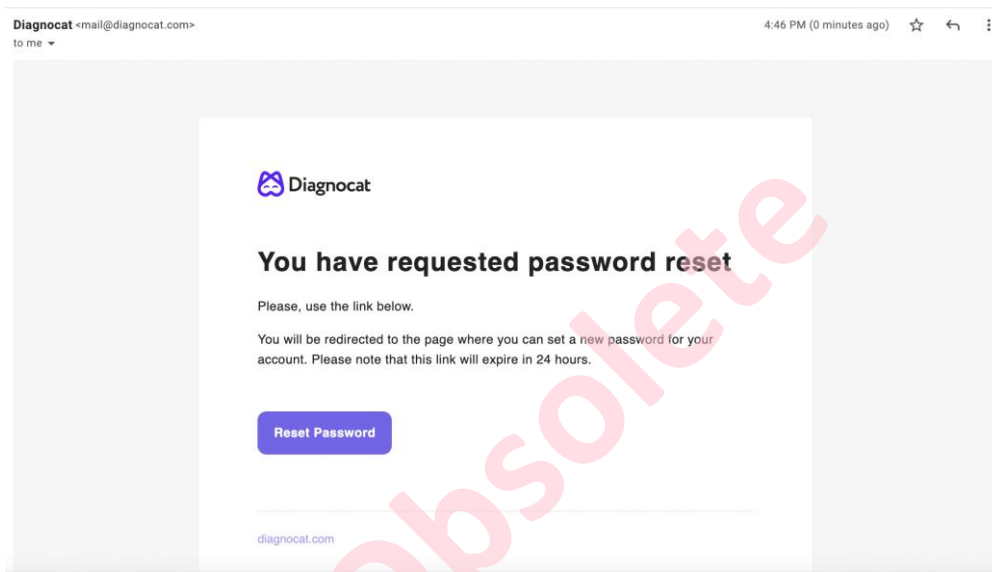 Diagnocat <mail@diagnocat.com>
4:46 PM (0 minutes ago)
to me
Diagnocat
You have requested password reset
Please, use the link below.
You will be redirected to the page where you can set a new password for your
account. Please note that this link will expire in 24 hours.
Reset Password
diagnocat.com
obsolete